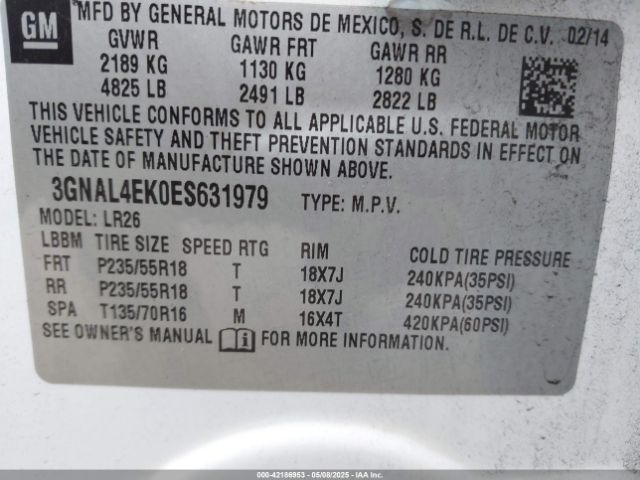 GM
MFD BY GENERAL MOTORS DE MEXICO, S. DE R.L. DE C.V. 02/14
GVWR GAWR FRT GAWR RR
2189 KG 1130 KG 1280 KG
4825 LB 2491 LB 2822 LB
THIS VEHICLE CONFORMS TO ALL APPLICABLE U.S. FEDERAL MOTOR
VEHICLE SAFETY AND THEFT PREVENTION STANDARDS IN EFFECT ON
THE DATE OF MANUFACTURE SHOWN ABOVE.
3GNAL4EK0ES631979 TYPE: M.P.V.
MODEL: LR26
LBBM TIRE SIZE SPEED RTG RIM COLD TIRE PRESSURE
FRT P235/55R18 T 18X7J 240KPA(35PSI)
RR P235/55R18 T 18X7J 240KPA(35PSI)
SPA T135/70R16 M 16X4T 420KPA(60PSI)
SEE OWNER'S MANUAL FOR MORE INFORMATION.
000-42186953 - 05/08/2025 - IAAI.com